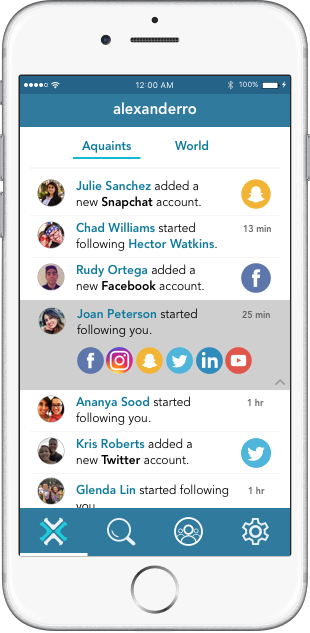 12:00 AM 100%
alexanderro
Aquaints World
Julie Sanchez added a
new Snapchat account.
Chad Williams started 13 min
following Hector Watkins.
Rudy Ortega added a
new Facebook account.
Joan Peterson started 25 min
following you.
Ananya Sood started 1 hr
following you.
Kris Roberts added a
new Twitter account.
Glenda Lin started following 1 hr
you.